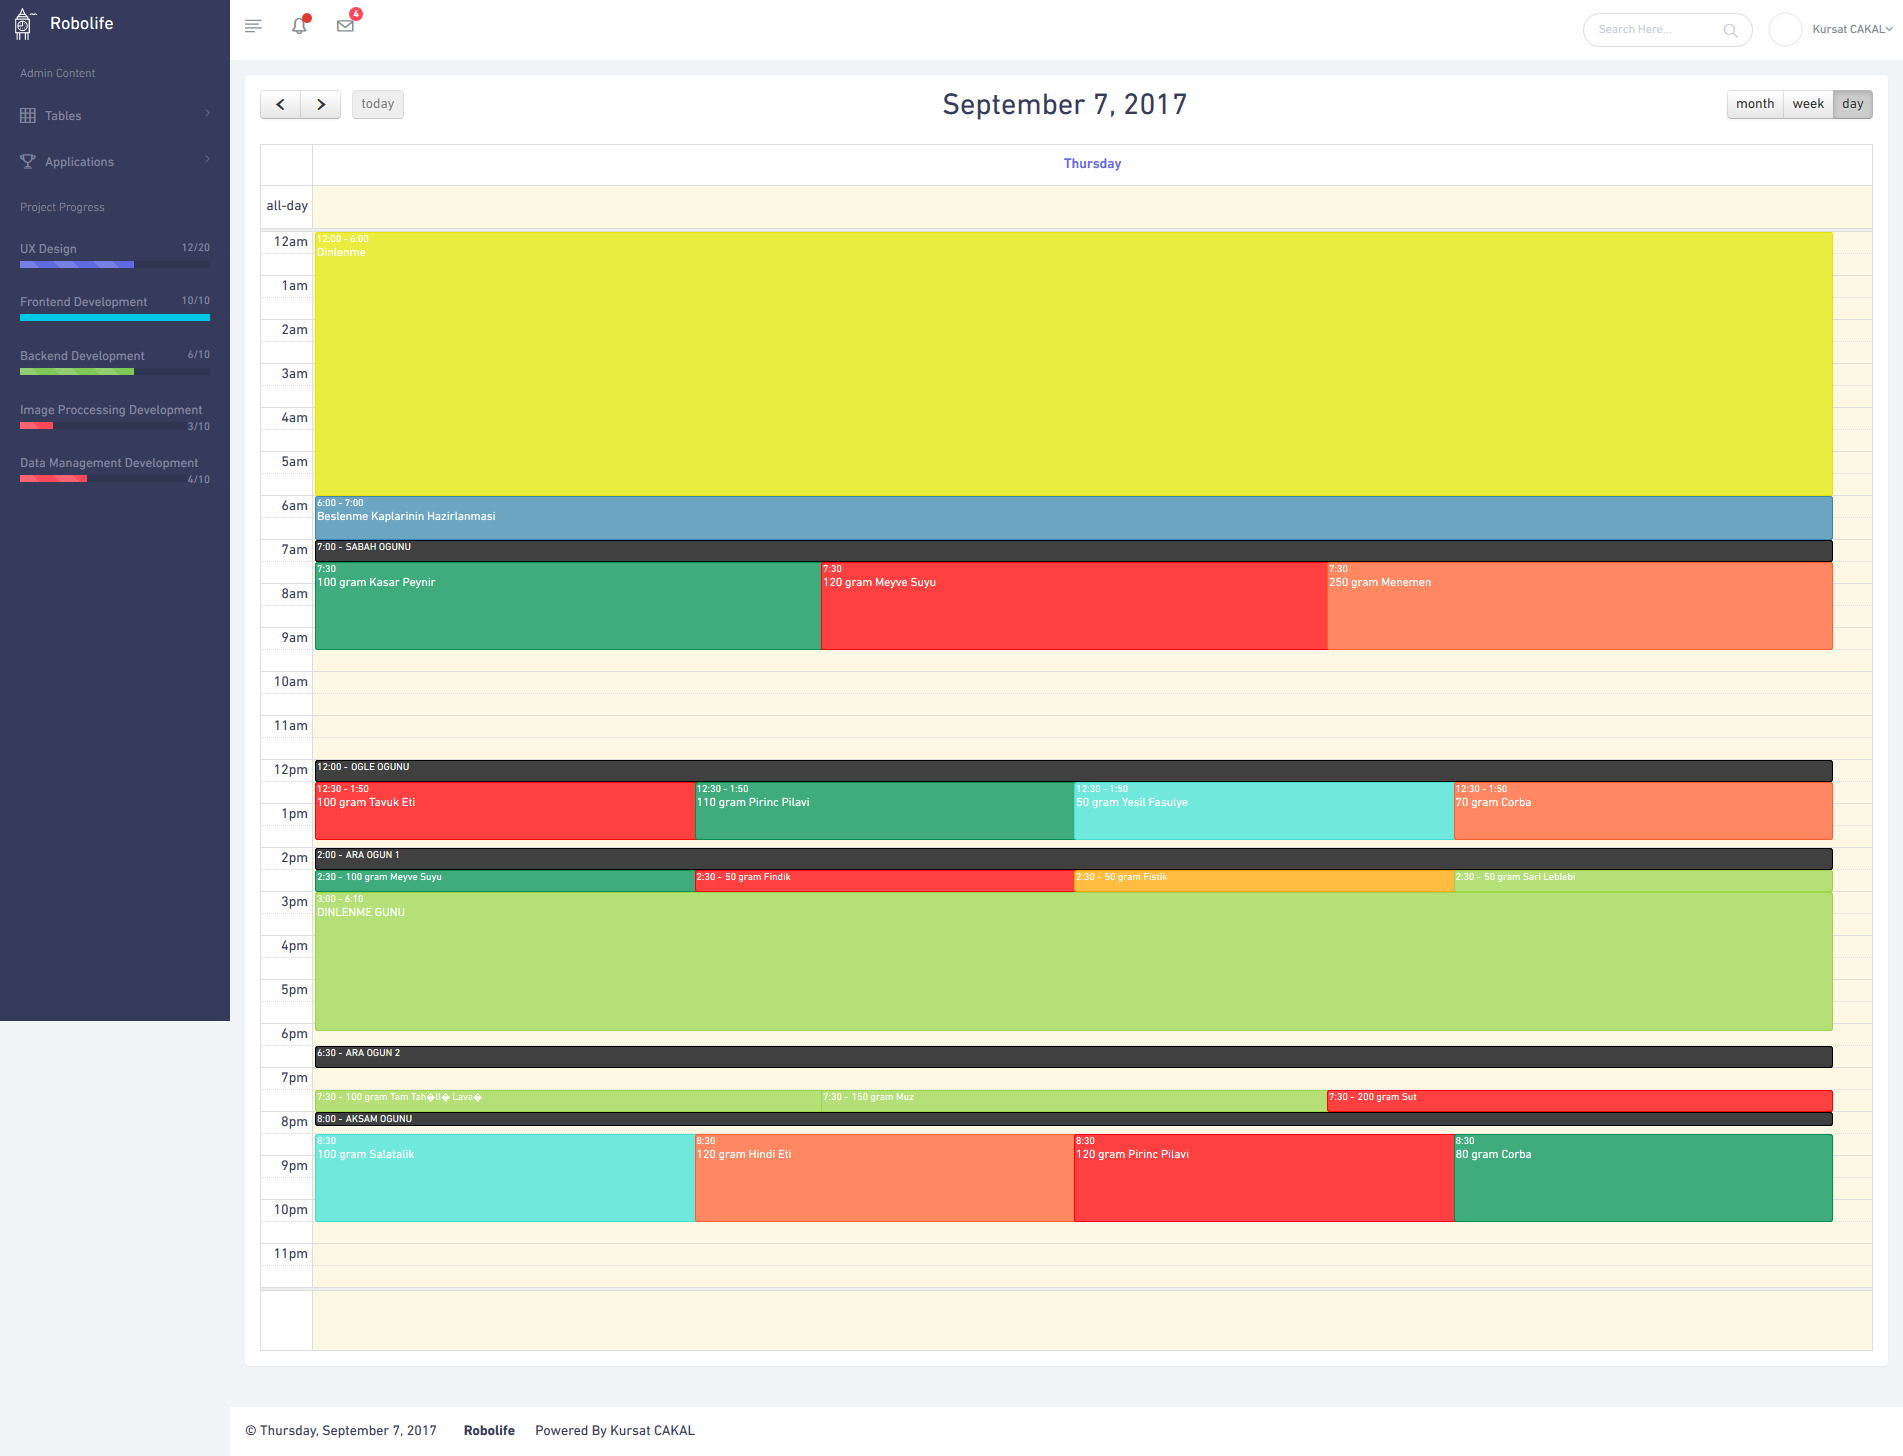 Robolife
4
Search Here...
Kursat CAKAL
Admin Content
Tables
Applications
Project Progress
UX Design 12/20
Frontend Development 10/10
Backend Development 6/10
Image Proccessing Development
3/10
Data Management Development
4/10
today
September 7, 2017
month week day
Thursday
all-day
12am
12:00 - 6:00
Dinlenme
1am
2am
3am
4am
5am
6am
6:00 - 7:00
Beslenme Kaplarinin Hazirlanmasi
7am
7:00 - SABAH OGUNU
7:30 7:30 7:30
100 gram Kasar Peynir 120 gram Meyve Suyu 250 gram Menemen
8am
9am
10am
11am
12pm
12:00 - OGLE OGUNU
12:30 - 1:50 12:30 - 1:50 12:30 - 1:50 12:30 - 1:50
100 gram Tavuk Eti 110 gram Pirinc Pilavi 50 gram Yesil Fasulye 70 gram Corba
1pm
2pm
2:00 - ARA OGUN 1
2:30 - 100 gram Meyve Suyu 2:30 - 50 gram Findik 2:30 - 50 gram Fistik 2:30 - 50 gram Sari Leblebi
3pm
3:00 - 6:10
DINLENME GUNU
4pm
5pm
6pm
6:30 - ARA OGUN 2
7pm
7:30 - 100 gram Tam Tah�ll� Lava� 7:30 - 150 gram Muz 7:30 - 200 gram Sut
8pm
8:00 - AKSAM OGUNU
8:30 8:30 8:30 8:30
100 gram Salatalik 120 gram Hindi Eti 120 gram Pirinc Pilavi 80 gram Corba
9pm
10pm
11pm
© Thursday, September 7, 2017 Robolife Powered By Kursat CAKAL